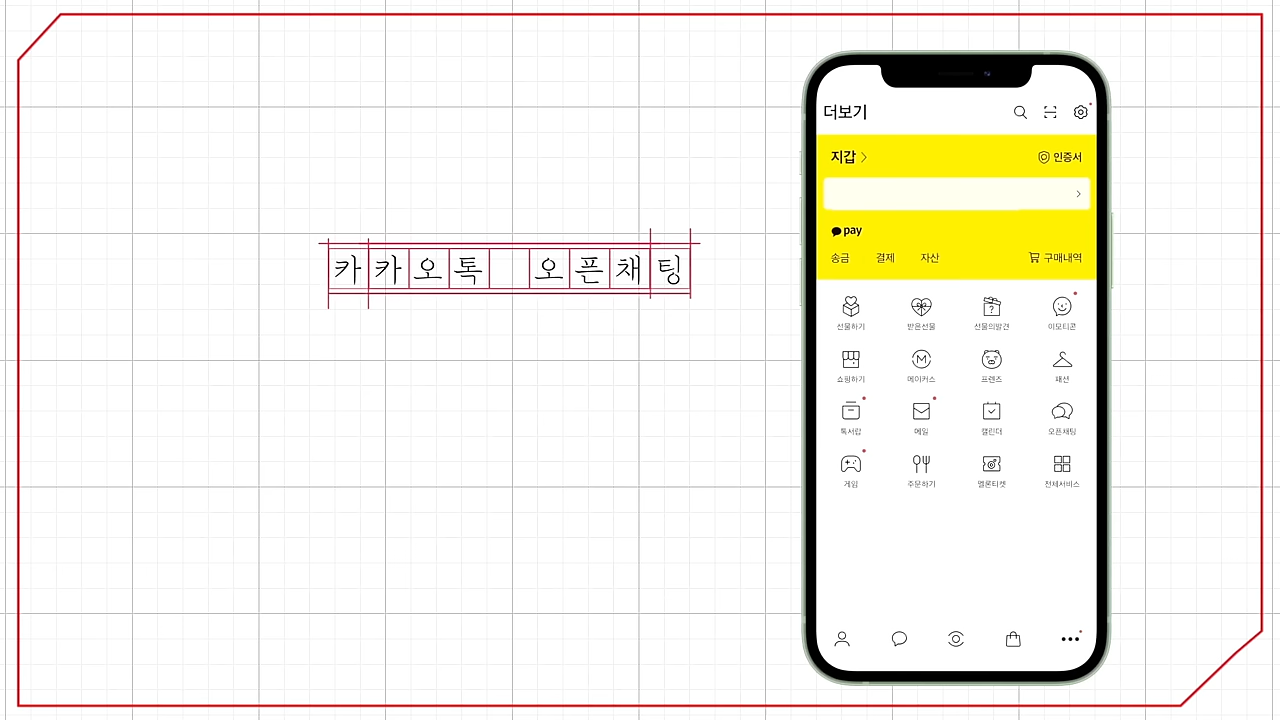 카카오톡 오픈채팅
더보기
지갑 >
인증서
pay
송금 결제 자산 구매내역
선물하기 받은선물 선물의발견 이모티콘
쇼핑하기 메이커스 프렌즈 패션
톡서랍 메일 캘린더 오픈채팅
게임 주문하기 멜론티켓 전체서비스